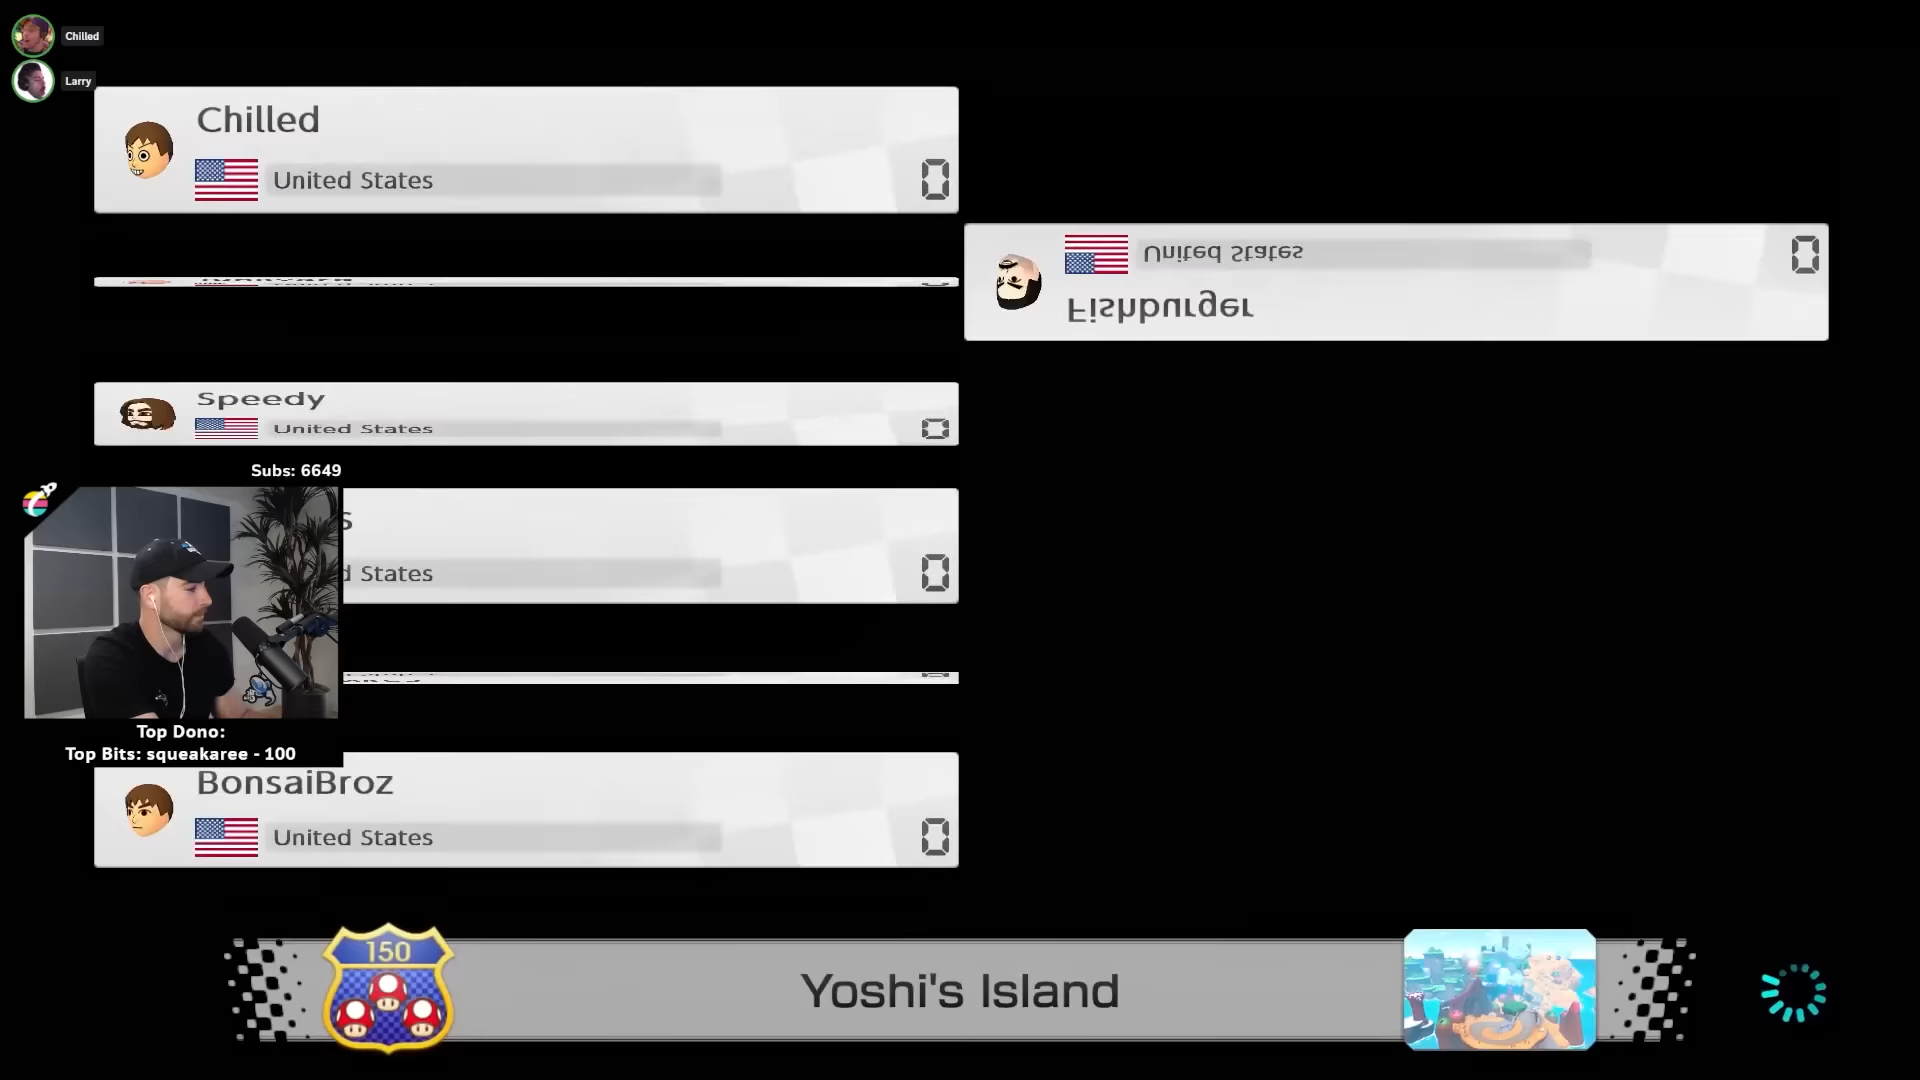 Chilled
Larry
Chilled
United States
0
United States
0
Fishburger
Speedy
United States
0
Subs: 6649
s
d States
0
Top Dono:
Top Bits: squeakaree - 100
BonsaiBroz
United States
0
150
Yoshi's Island